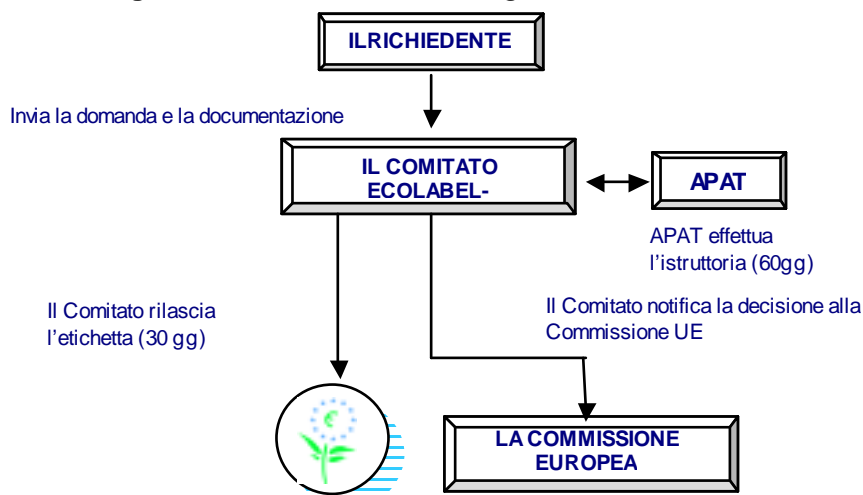 ILRICHIEDENTE
Invia la domanda e la documentazione
IL COMITATO
ECOLABEL-
APAT
APAT effettua
l'istruttoria (60gg)
Il Comitato rilascia
l'etichetta (30 gg)
Il Comitato notifica la decisione alla
Commissione UE
LA COMMISSIONE
EUROPEA